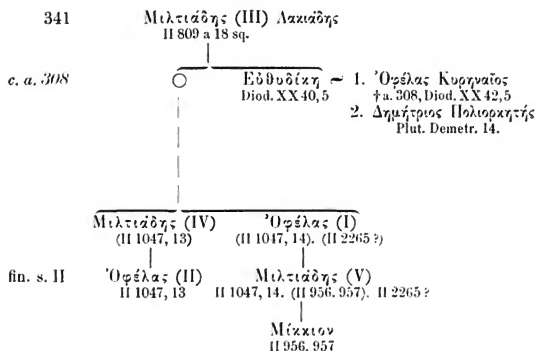 341 Μιλτιάδης (III) Λακιάδης
II 809 a 18 sq.
c. a. 308 Εὐθυδίκη ~ 1. Ὀφέλας Κυρηναῖος
Diod. XX 40, 5 † a. 308, Diod. XX 42, 5
2. Δημήτριος Πολιορκητής
Plut. Demetr. 14.
Μιλτιάδης (IV) Ὀφέλας (I)
(II 1047, 13) (II 1047, 14). (II 2265?)
fin. s. II Ὀφέλας (II) Μιλτιάδης (V)
II 1047, 13 II 1047, 14. (II 956. 957). II 2265?
Μίκκιον
II 956. 957